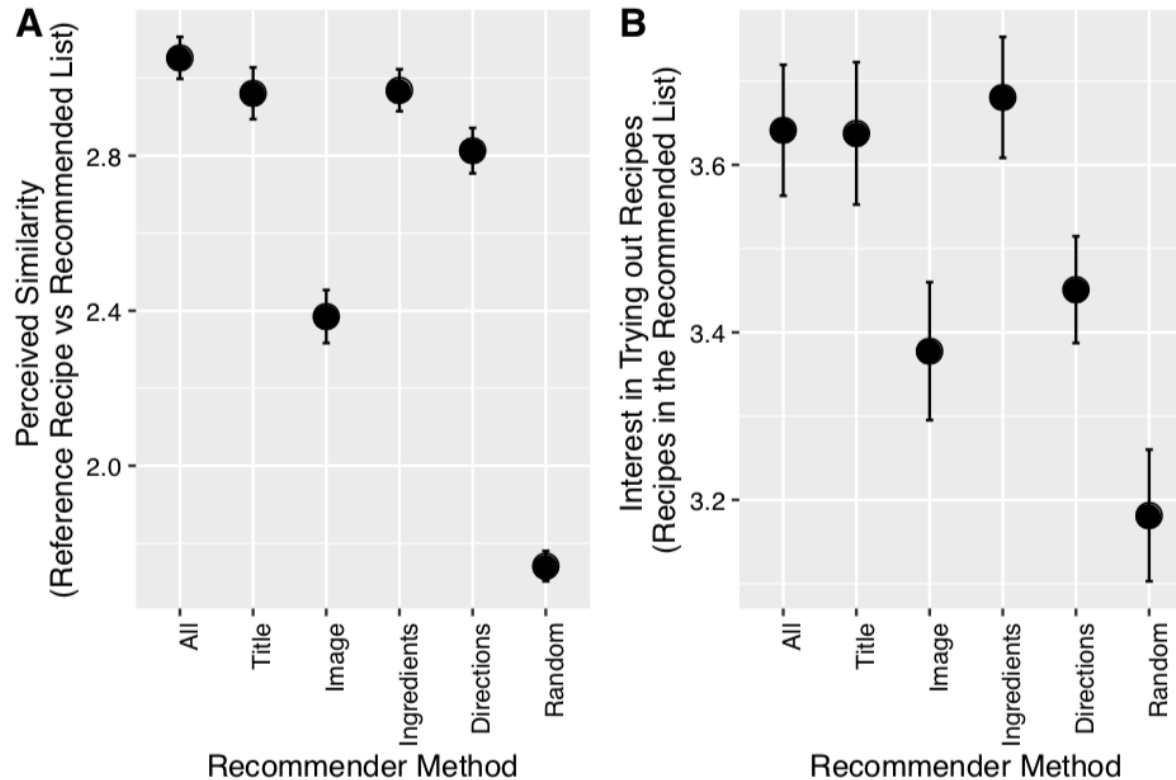 A
Perceived Similarity
(Reference Recipe vs Recommended List)
2.8
2.4
2.0
All
Title
Image
Ingredients
Directions
Random
Recommender Method
B
Interest in Trying out Recipes
(Recipes in the Recommended List)
3.6
3.4
3.2
All
Title
Image
Ingredients
Directions
Random
Recommender Method